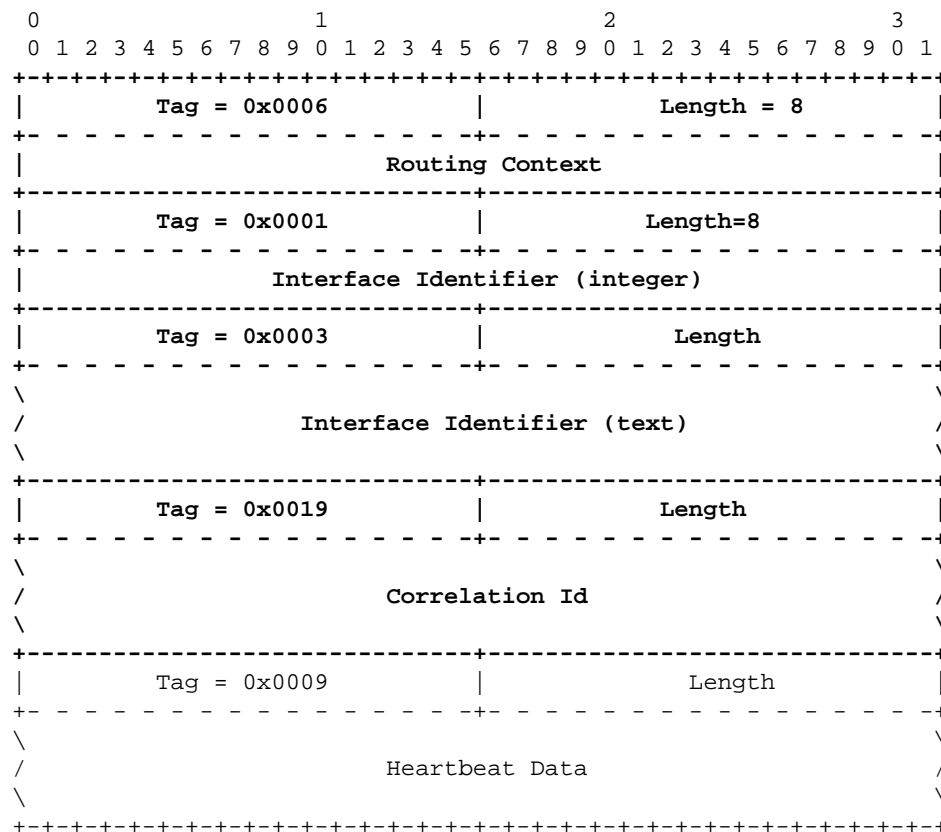 0                   1                   2                   3
0 1 2 3 4 5 6 7 8 9 0 1 2 3 4 5 6 7 8 9 0 1 2 3 4 5 6 7 8 9 0 1
+-+-+-+-+-+-+-+-+-+-+-+-+-+-+-+-+-+-+-+-+-+-+-+-+-+-+-+-+-+-+-+-+
|         Tag = 0x0006          |            Length = 8         |
+- - - - - - - - - - - - - - - -+- - - - - - - - - - - - - - - -+
|                         Routing Context                       |
+-------------------------------+-------------------------------+
|         Tag = 0x0001          |           Length=8            |
+- - - - - - - - - - - - - - - -+- - - - - - - - - - - - - - - -+
|                 Interface Identifier (integer)                |
+-------------------------------+-------------------------------+
|         Tag = 0x0003          |             Length            |
+- - - - - - - - - - - - - - - -+- - - - - - - - - - - - - - - -+
\                                                               \
/                   Interface Identifier (text)                 /
\                                                               \
+-------------------------------+-------------------------------+
|         Tag = 0x0019          |            Length             |
+- - - - - - - - - - - - - - - -+- - - - - - - - - - - - - - - -+
\                                                               \
/                         Correlation Id                        /
\                                                               \
+-------------------------------+-------------------------------+
|         Tag = 0x0009          |              Length           |
+- - - - - - - - - - - - - - - -+- - - - - - - - - - - - - - - -+
\                                                               \
/                         Heartbeat Data                        /
\                                                               \
+-+-+-+-+-+-+-+-+-+-+-+-+-+-+-+-+-+-+-+-+-+-+-+-+-+-+-+-+-+-+-+-+